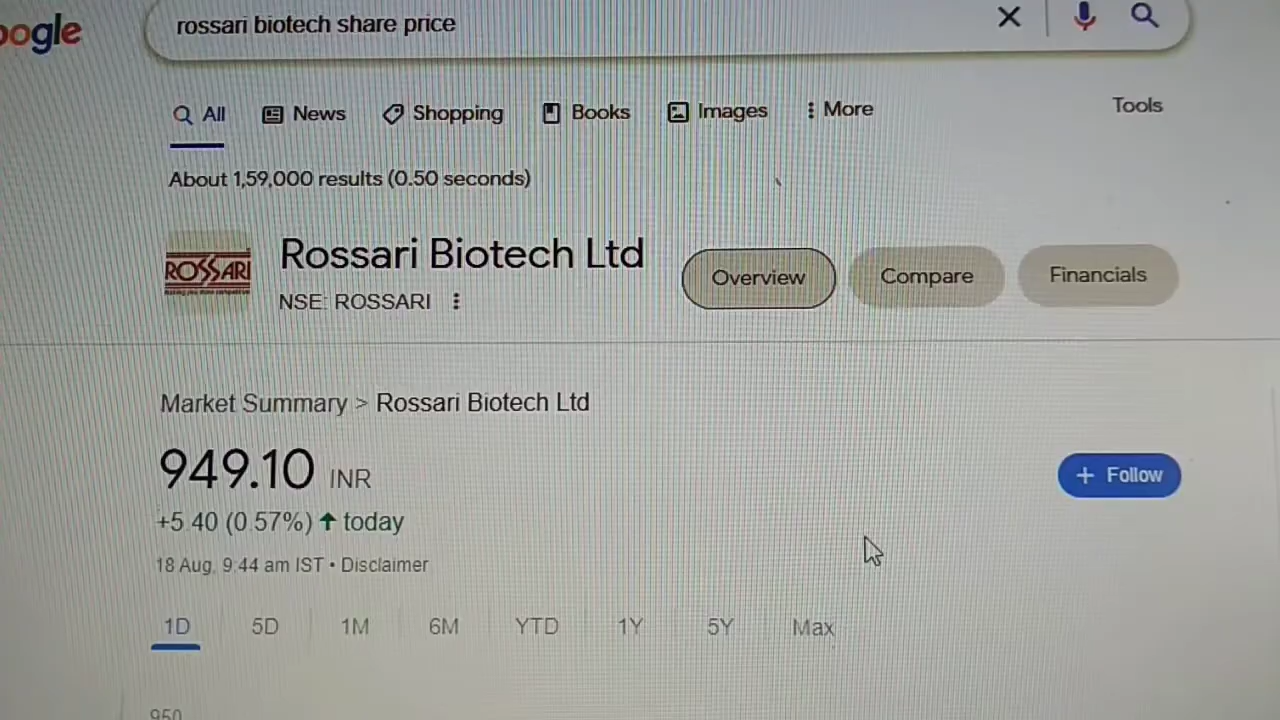 oogle
rossari biotech share price
All News Shopping Books Images More Tools
About 1,59,000 results (0.50 seconds)
ROSSARI
Rossari Biotech Ltd
NSE: ROSSARI
Overview Compare Financials
Market Summary > Rossari Biotech Ltd
949.10 INR
+ Follow
+5.40 (0.57%) ↑ today
18 Aug, 9:44 am IST • Disclaimer
1D 5D 1M 6M YTD 1Y 5Y Max
950